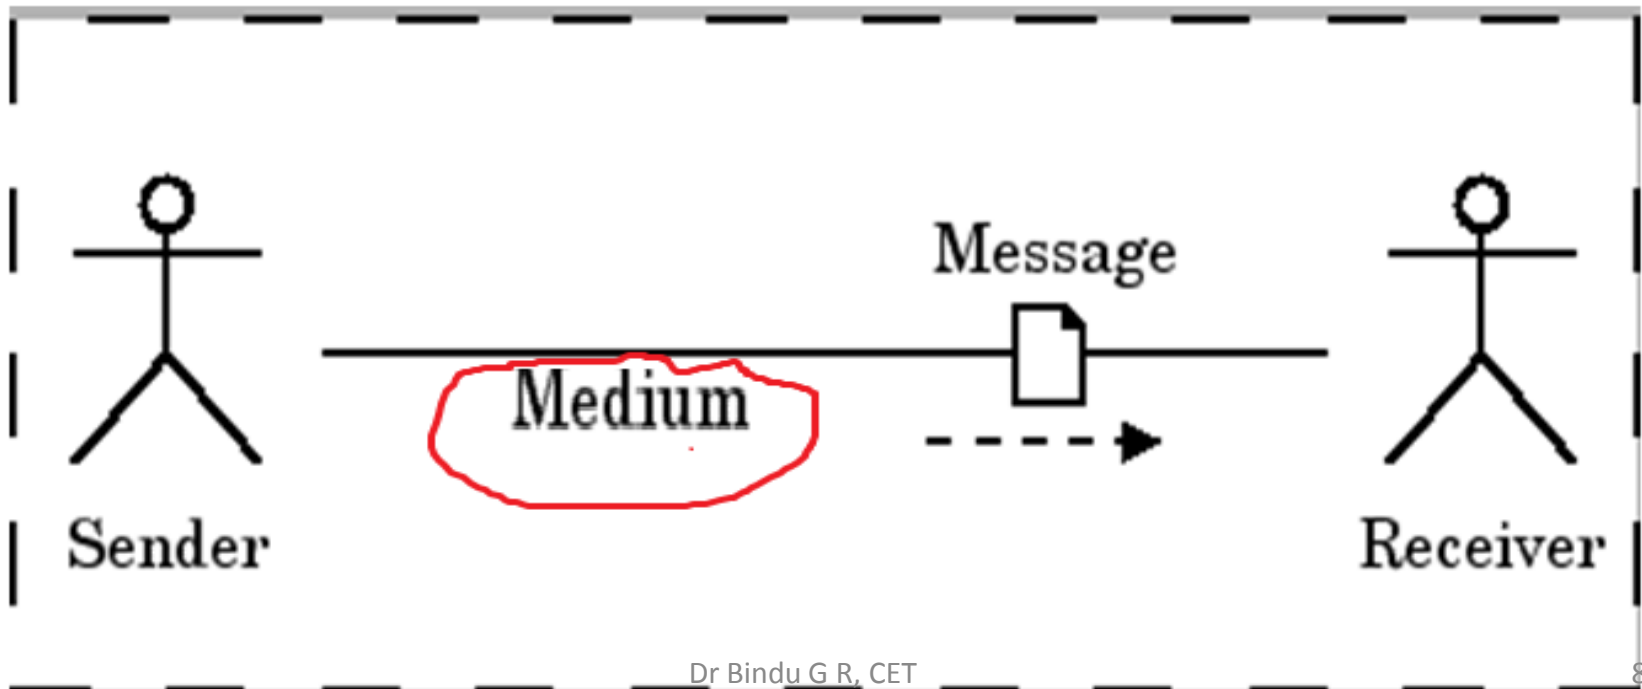 Message
Medium
Sender
Receiver
Dr Bindu G R, CET